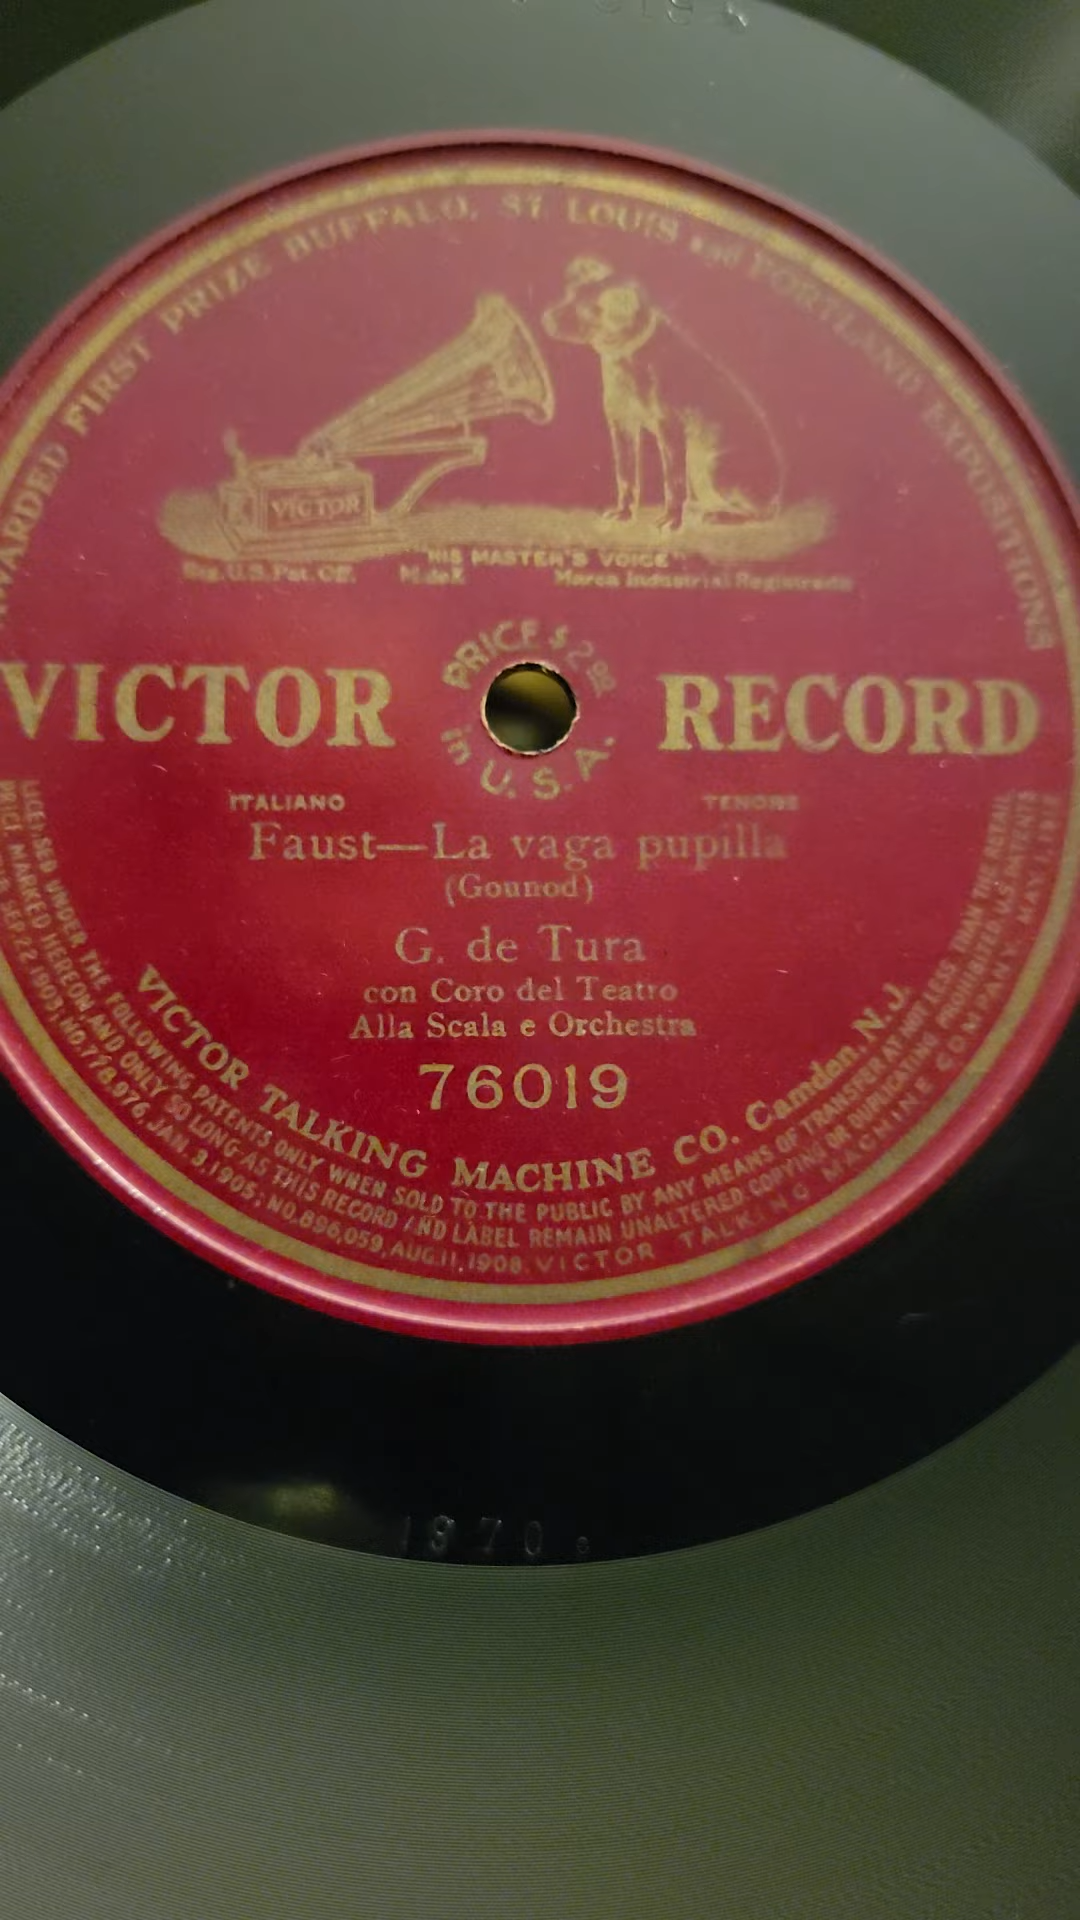 AWARDED FIRST PRIZE BUFFALO, ST. LOUIS and PORTLAND EXPOSITIONS
VICTOR
"HIS MASTER'S VOICE"
Reg. U.S. Pat. Off. M. de F. Marca Industrial Registrada
VICTOR RECORD
PRICE $2.00
in U.S.A.
ITALIANO TENORE
Faust—La vaga pupilla
(Gounod)
G. de Tura
con Coro del Teatro
Alla Scala e Orchestra
76019
VICTOR TALKING MACHINE CO. Camden, N.J.
LICENSED UNDER THE FOLLOWING PATENTS ONLY WHEN SOLD TO THE PUBLIC BY ANY MEANS OF TRANSFER AT NOT LESS THAN THE RETAIL
PRICE MARKED HEREON AND ONLY SO LONG AS THIS RECORD AND LABEL REMAIN UNALTERED. COPYING OR DUPLICATING PROHIBITED. U.S. PATENTS
SEP. 22 1903; NO. 778,976, JAN. 3, 1905; NO. 896,059, AUG. 11, 1908. VICTOR TALKING MACHINE COMPANY. MAY 1, 1912